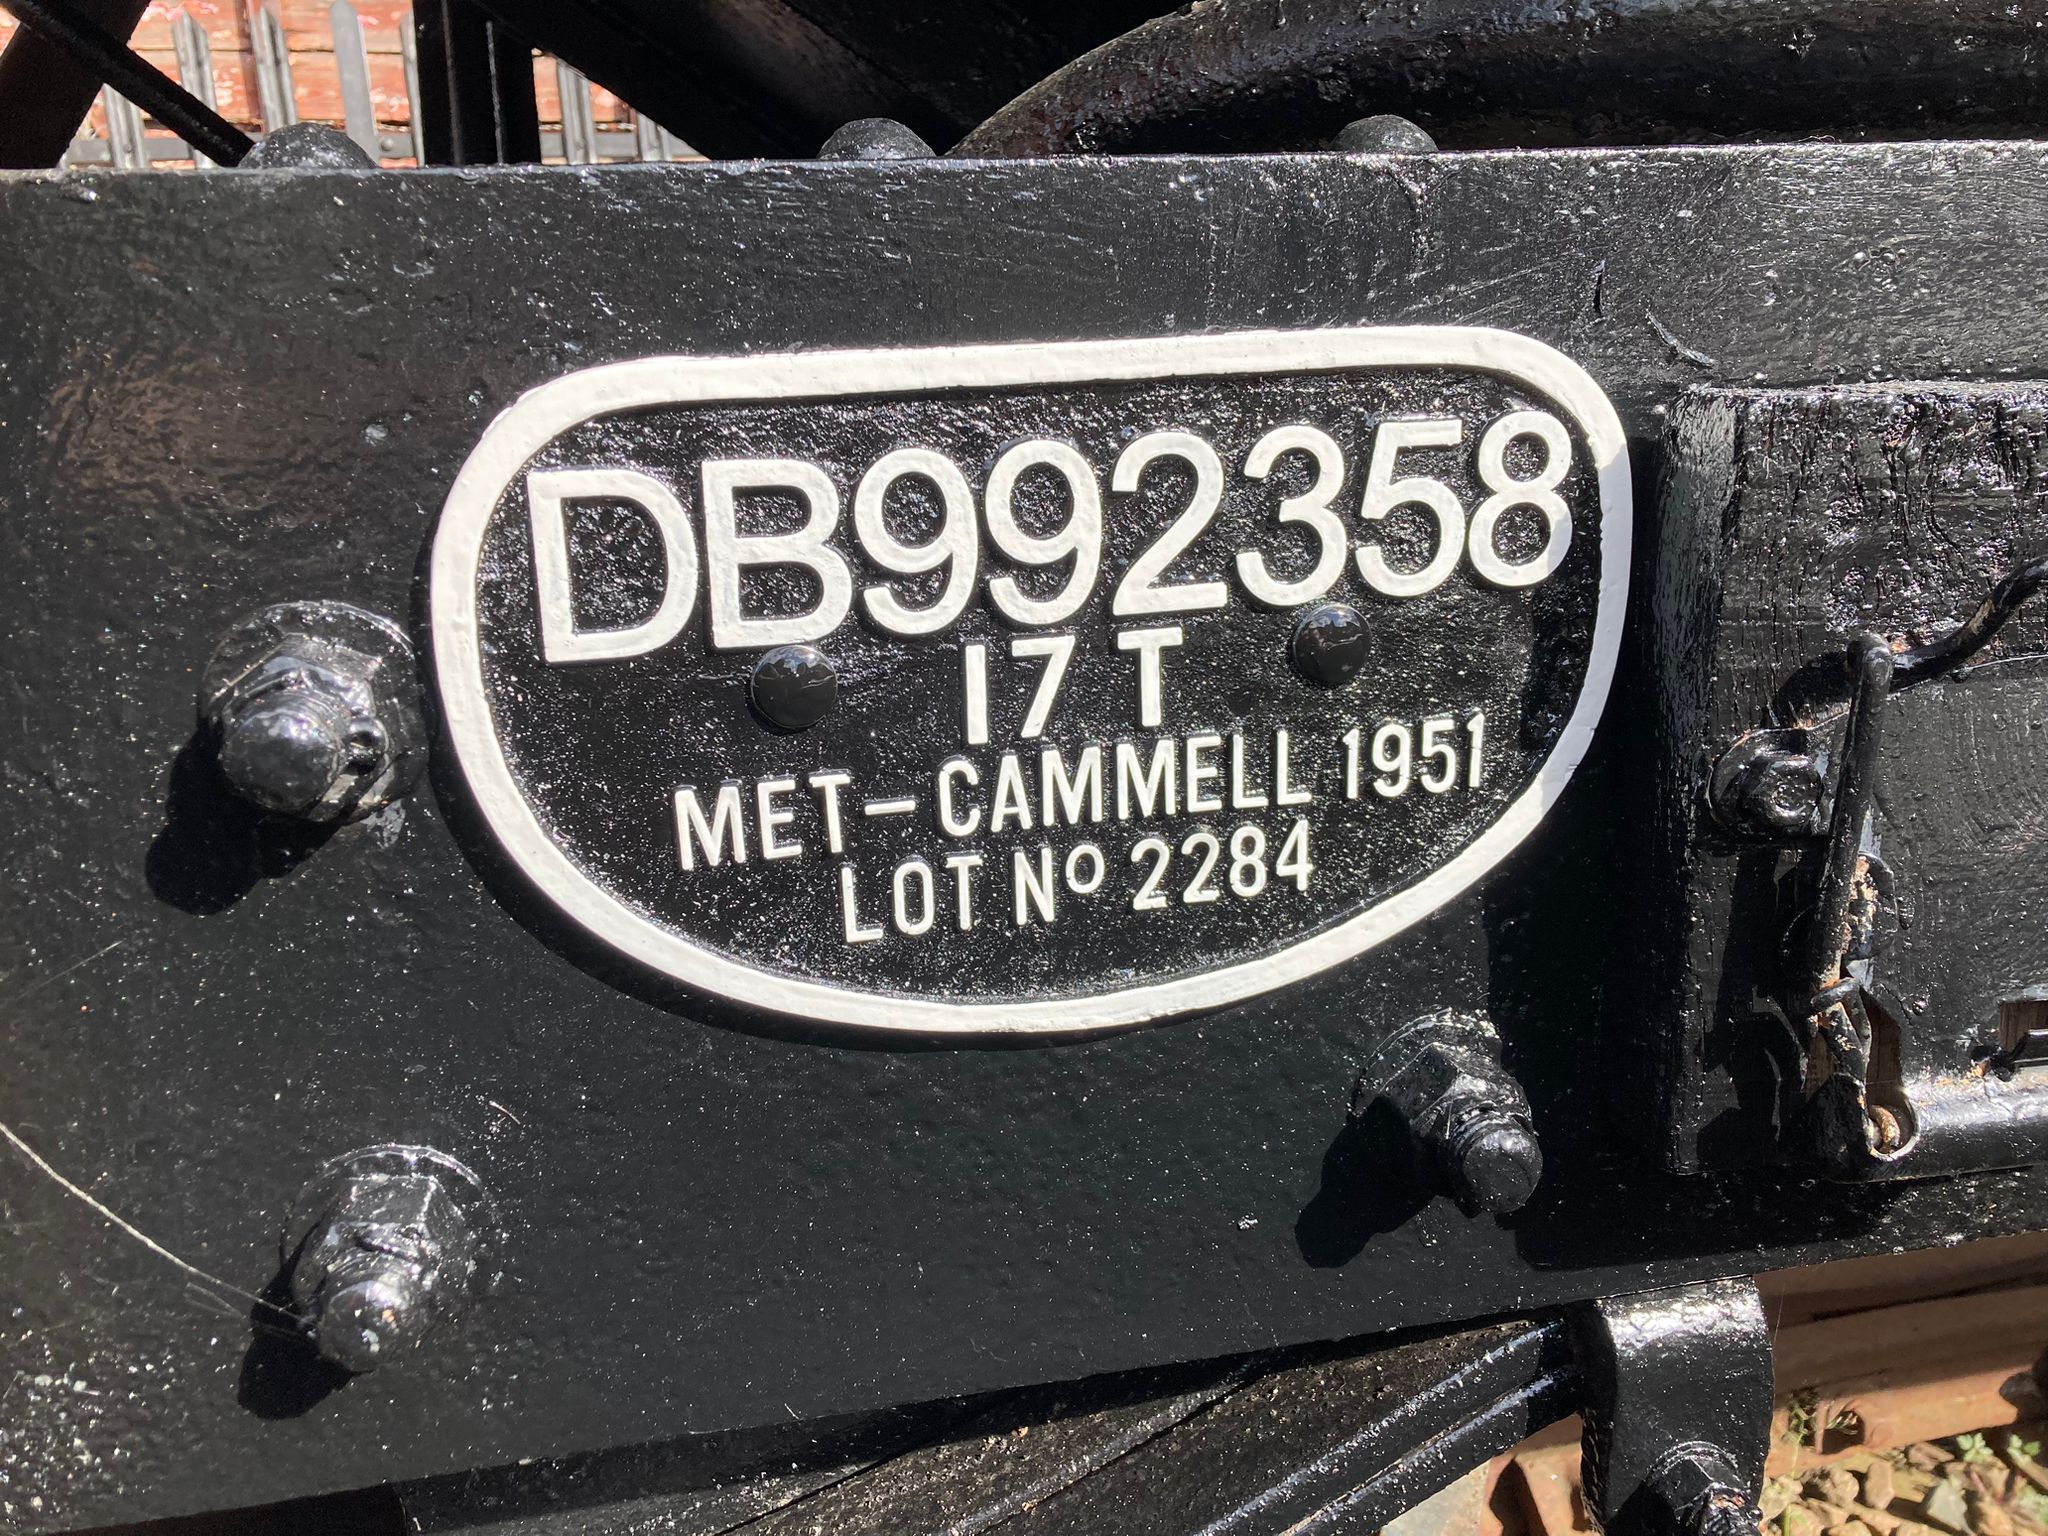 DB992358
17 T
MET-CAMMELL 1951
LOT Nº 2284